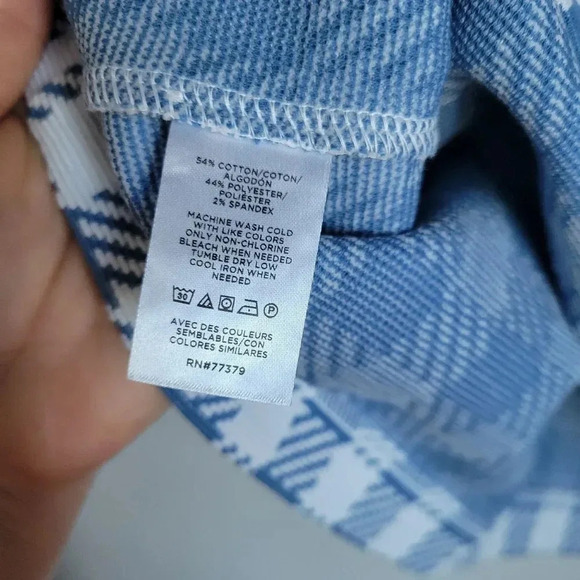 54% COTTON/COTON/
ALGODÓN
44% POLYESTER/
POLIÉSTER
2% SPANDEX
MACHINE WASH COLD
WITH LIKE COLORS
ONLY NON-CHLORINE
BLEACH WHEN NEEDED
TUMBLE DRY LOW
COOL IRON WHEN
NEEDED
30 P
AVEC DES COULEURS
SEMBLABLES/CON
COLORES SIMILARES
RN#77379